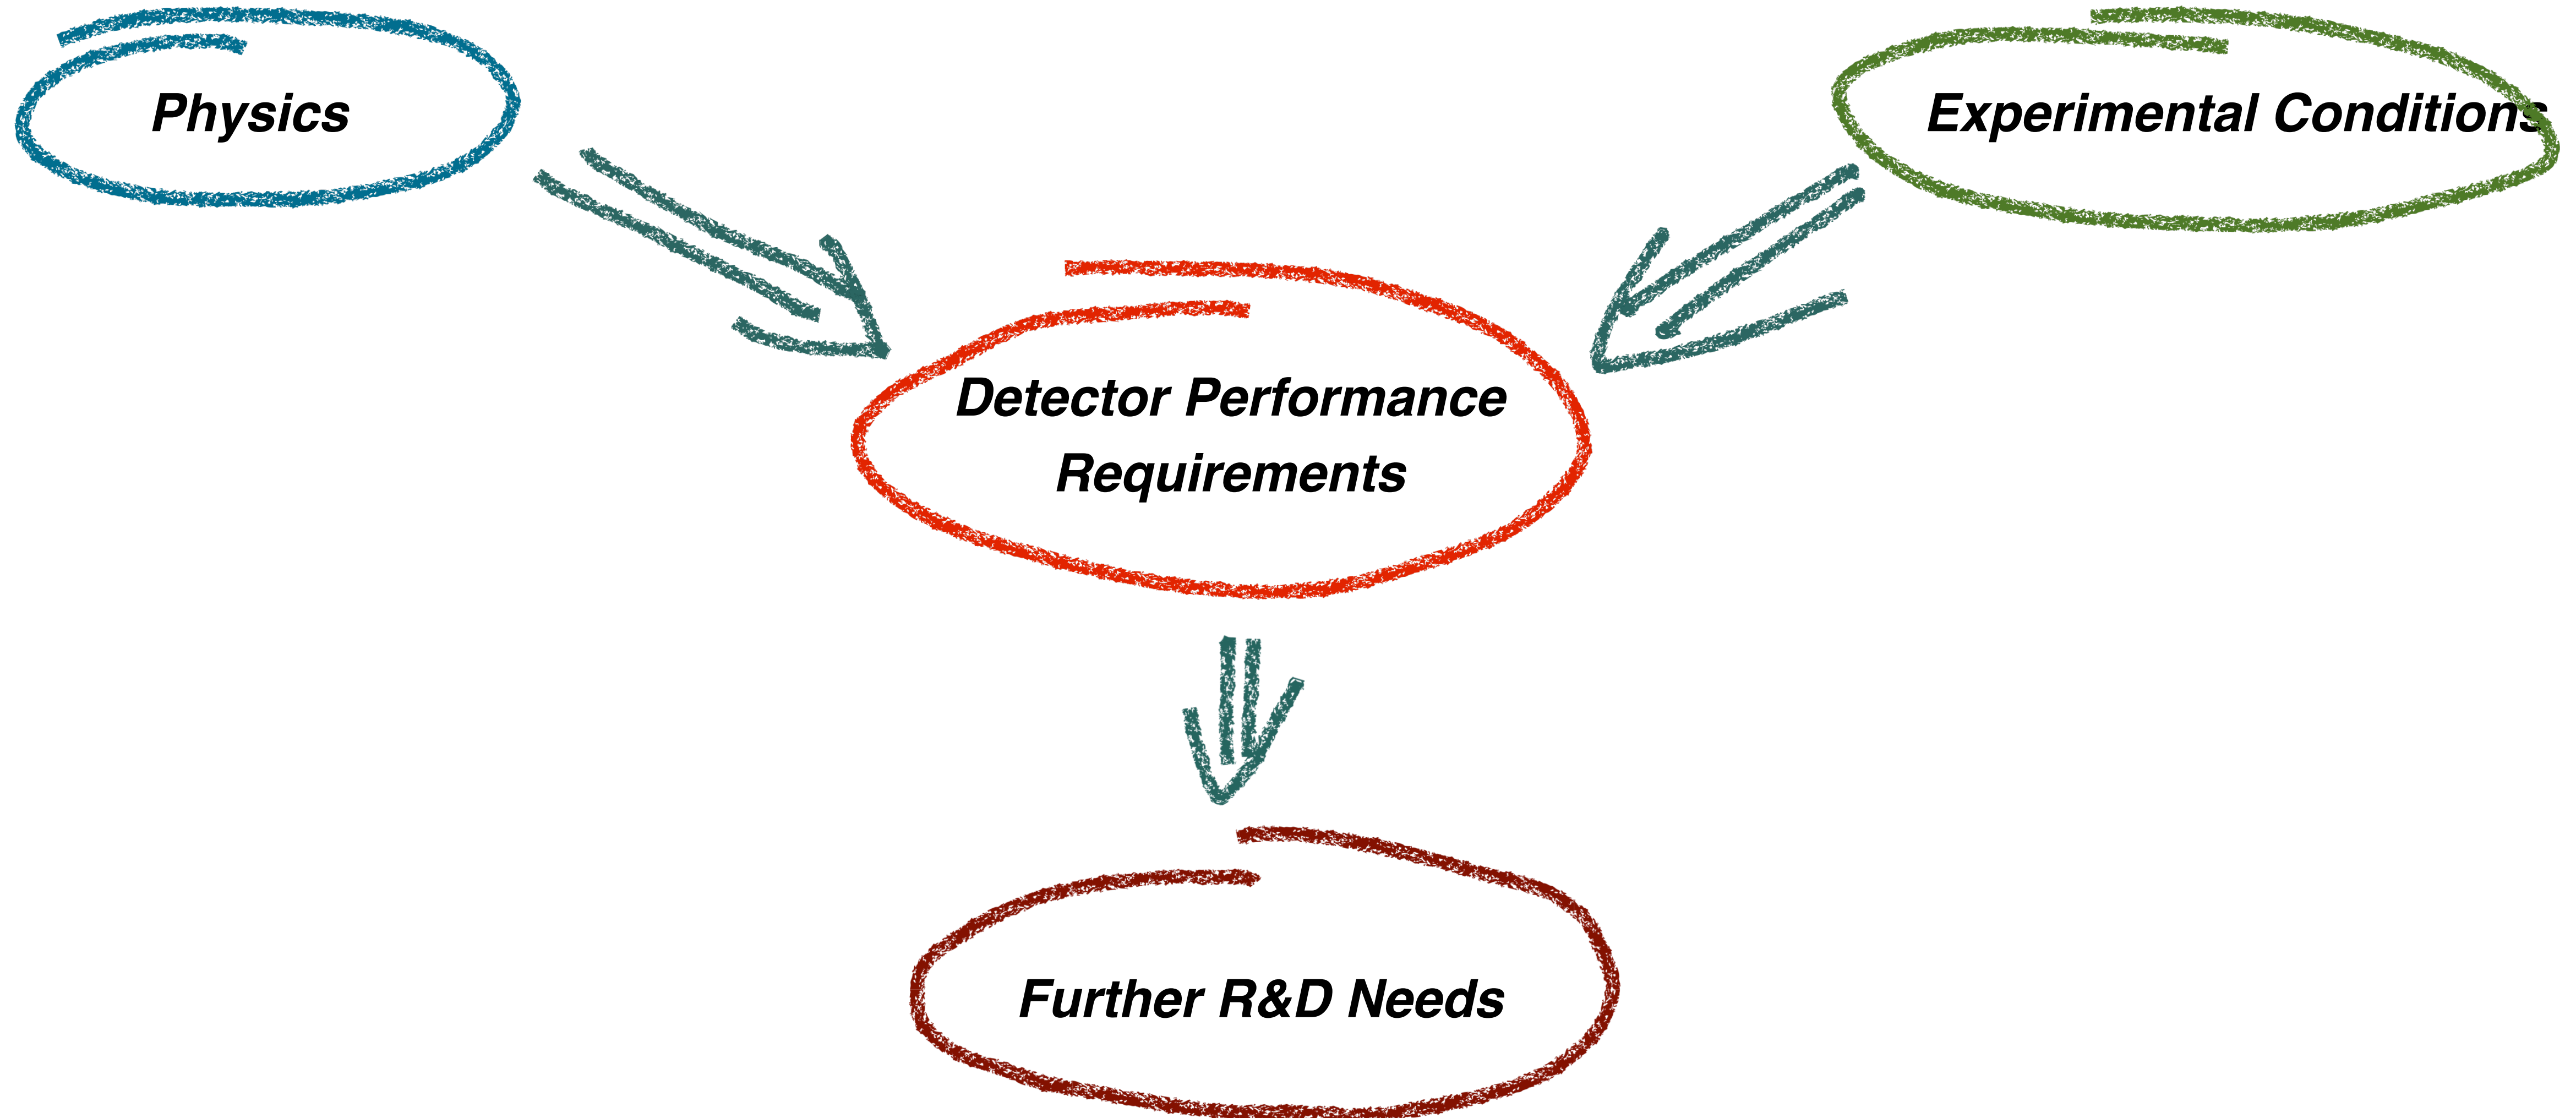 Physics
Experimental Conditions
Detector Performance
Requirements
Further R&D Needs